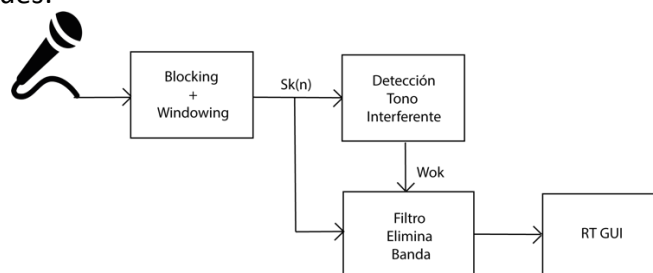 Blocking
+
Windowing
Sk(n)
Detección
Tono
Interferente
Wok
Filtro
Elimina
Banda
RT GUI